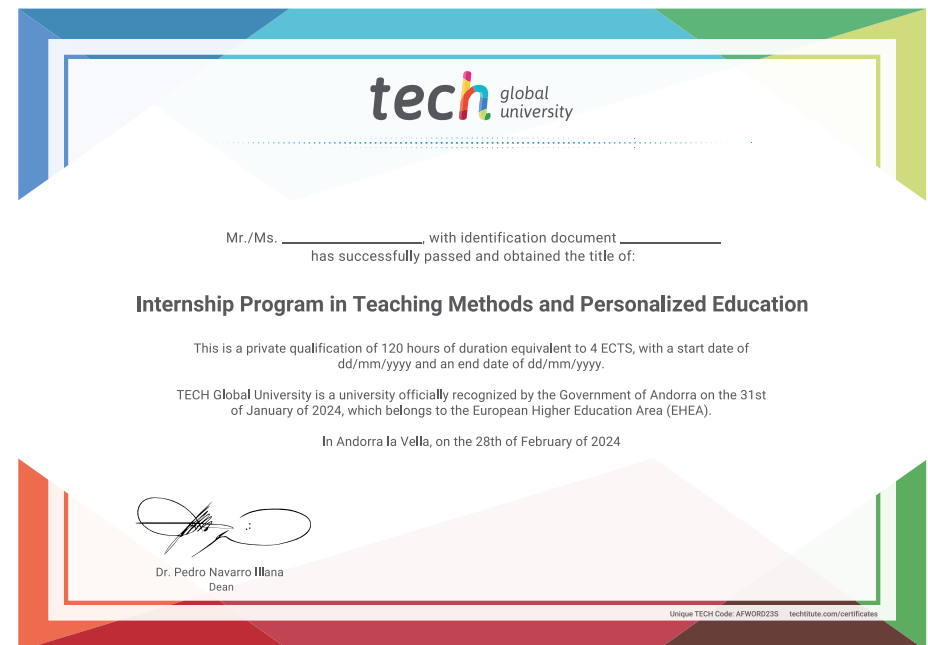 tech global
university
Mr./Ms. ____________________, with identification document ______________
has successfully passed and obtained the title of:
Internship Program in Teaching Methods and Personalized Education
This is a private qualification of 120 hours of duration equivalent to 4 ECTS, with a start date of
dd/mm/yyyy and an end date of dd/mm/yyyy.
TECH Global University is a university officially recognized by the Government of Andorra on the 31st
of January of 2024, which belongs to the European Higher Education Area (EHEA).
In Andorra la Vella, on the 28th of February of 2024
Dr. Pedro Navarro Illana
Dean
Unique TECH Code: AFWORD23S techtitute.com/certificates